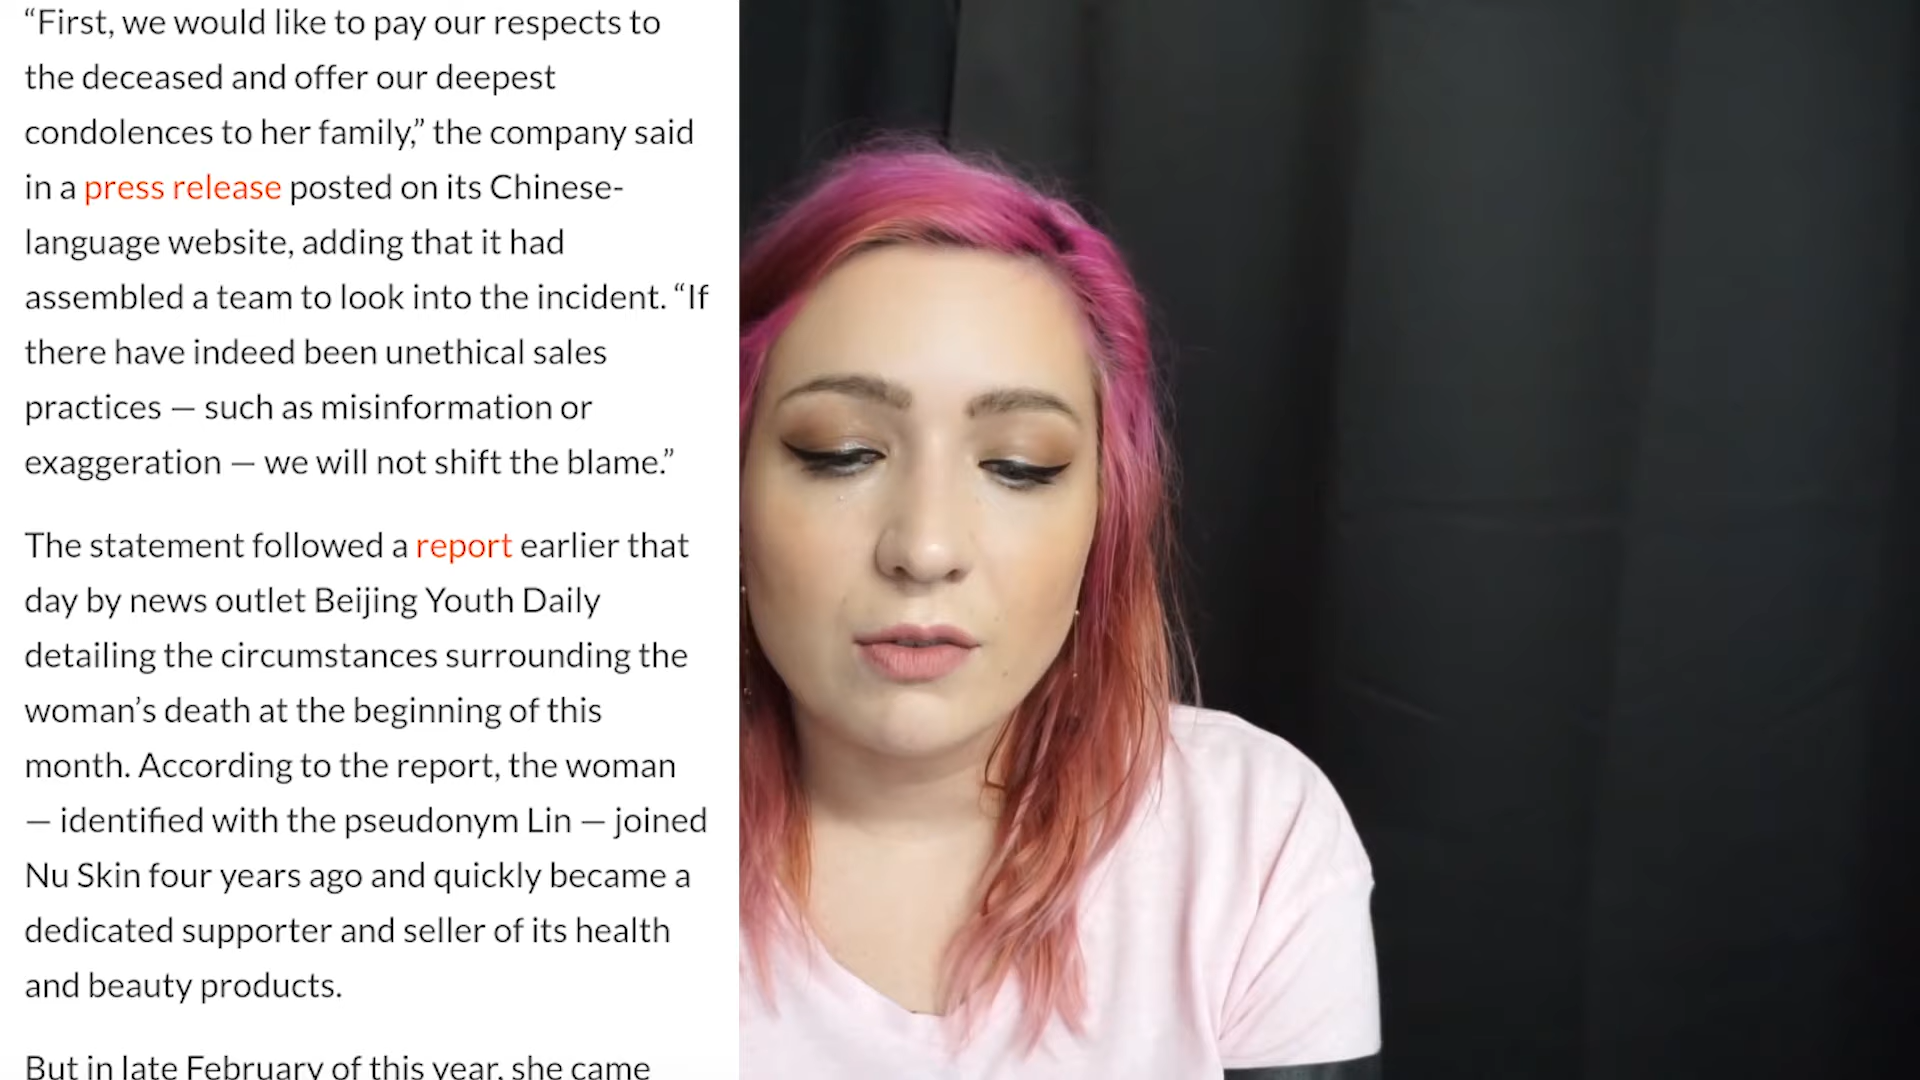 “First, we would like to pay our respects to
the deceased and offer our deepest
condolences to her family,” the company said
in a press release posted on its Chinese-
language website, adding that it had
assembled a team to look into the incident. “If
there have indeed been unethical sales
practices — such as misinformation or
exaggeration — we will not shift the blame.”
The statement followed a report earlier that
day by news outlet Beijing Youth Daily
detailing the circumstances surrounding the
woman’s death at the beginning of this
month. According to the report, the woman
— identified with the pseudonym Lin — joined
Nu Skin four years ago and quickly became a
dedicated supporter and seller of its health
and beauty products.
But in late February of this year, she came